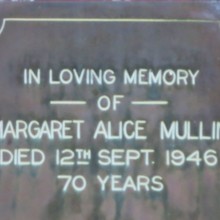 IN LOVING MEMORY
— OF —
MARGARET ALICE MULLIN
DIED 12TH SEPT. 1946
70 YEARS